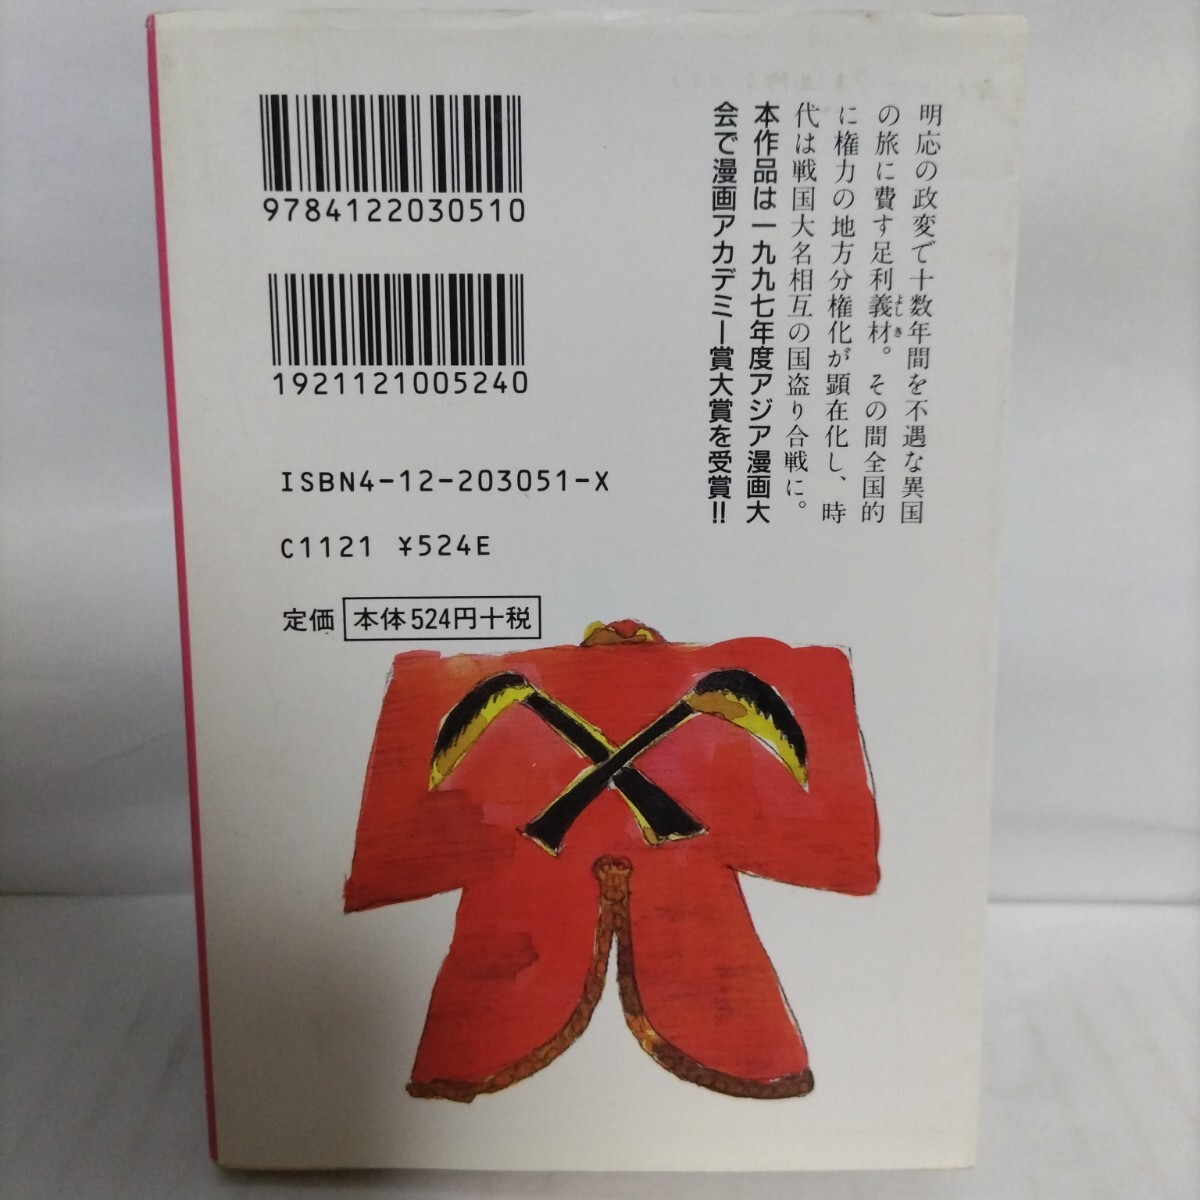 明応の政変で十数年間を不遇な異国
の旅に費す足利義材。その間全国的
よしき
に権力の地方分権化が顕在化し、時
代は戦国大名相互の国盗り合戦に。
本作品は一九九七年度アジア漫画大
会で漫画アカデミー賞大賞を受賞!!
9784122030510
1921121005240
ISBN4-12-203051-X
C1121 ¥524E
定価 本体524円+税